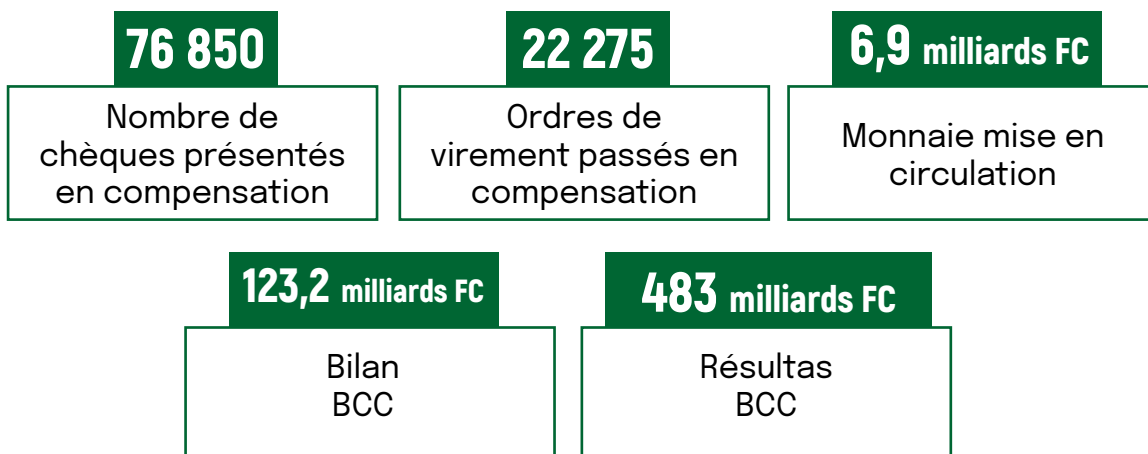 76 850
Nombre de
chèques présentés
en compensation
22 275
Ordres de
virement passés en
compensation
6,9 milliards FC
Monnaie mise en
circulation
123,2 milliards FC
Bilan
BCC
483 milliards FC
Résultas
BCC